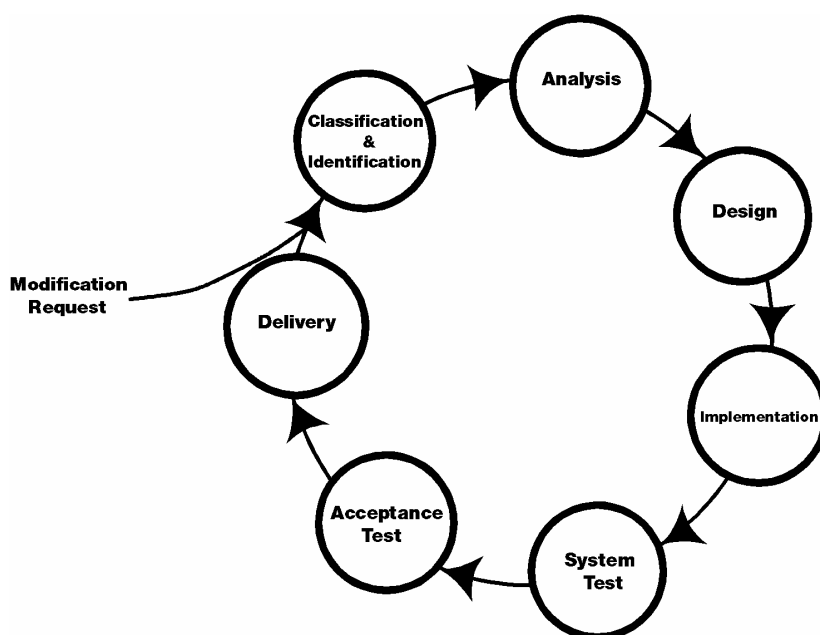 Analysis
Classification
&
Identification
Design
Modification
Request
Delivery
Implementation
Acceptance
Test
System
Test